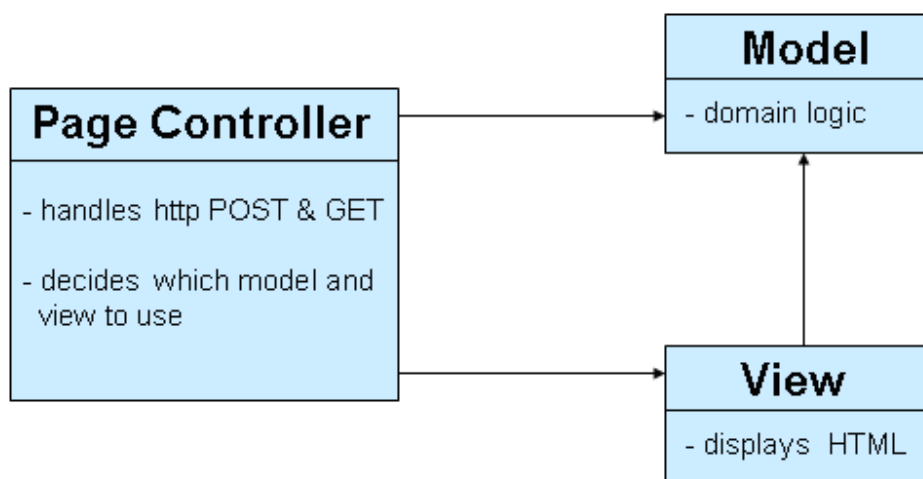 Page Controller
- handles http POST & GET
- decides which model and
view to use
Model
- domain logic
View
- displays HTML